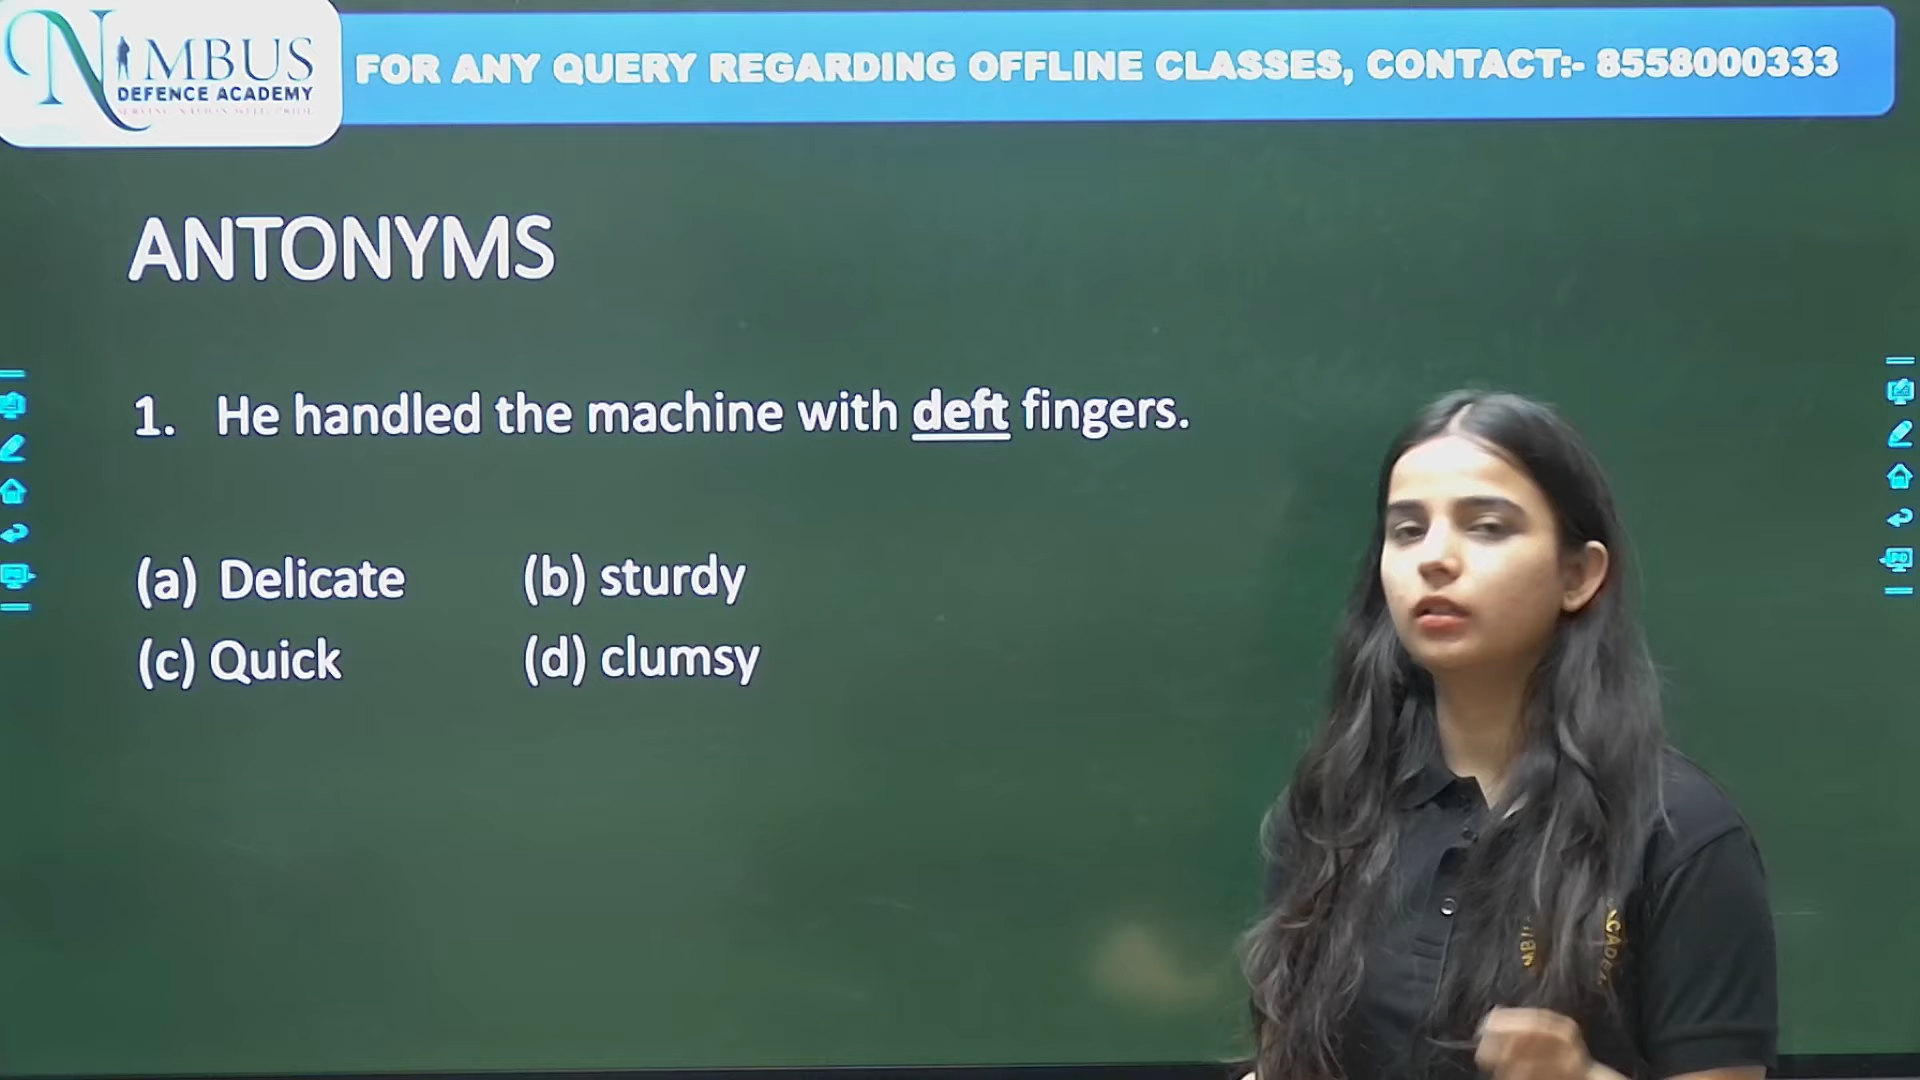 NIMBUS
DEFENCE ACADEMY
FOR ANY QUERY REGARDING OFFLINE CLASSES, CONTACT:- 8558000333
ANTONYMS
1. He handled the machine with deft fingers.
(a) Delicate (b) sturdy
(c) Quick (d) clumsy